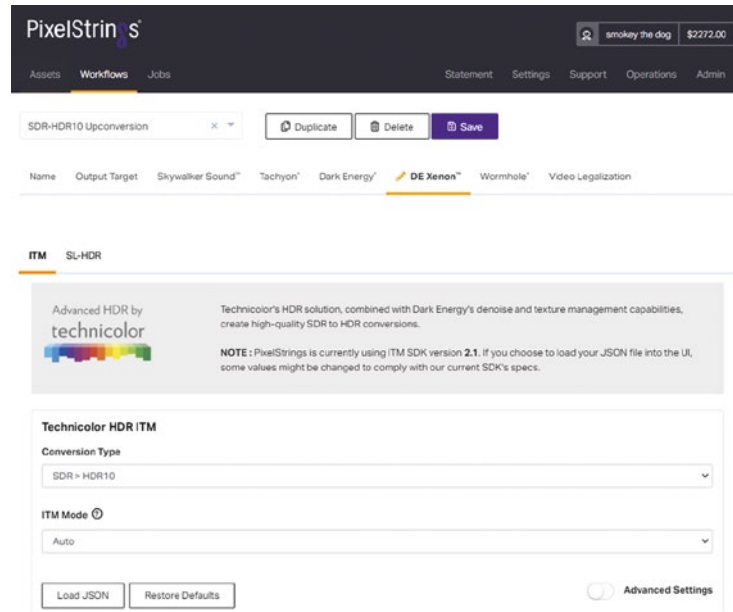 PixelStrings
smokey the dog $2272.00
Assets Workflows Jobs Statement Settings Support Operations Admin
SDR-HDR10 Upconversion Duplicate Delete Save
Name Output Target Skywalker Sound™ Tachyon® Dark Energy® DE Xenon™ Wormhole® Video Legalization
ITM SL-HDR
Advanced HDR by
technicolor
Technicolor's HDR solution, combined with Dark Energy's denoise and texture management capabilities,
create high-quality SDR to HDR conversions.
NOTE : PixelStrings is currently using ITM SDK version 2.1. If you choose to load your JSON file into the UI,
some values might be changed to comply with our current SDK's specs.
Technicolor HDR ITM
Conversion Type
SDR > HDR10
ITM Mode
Auto
Load JSON Restore Defaults Advanced Settings